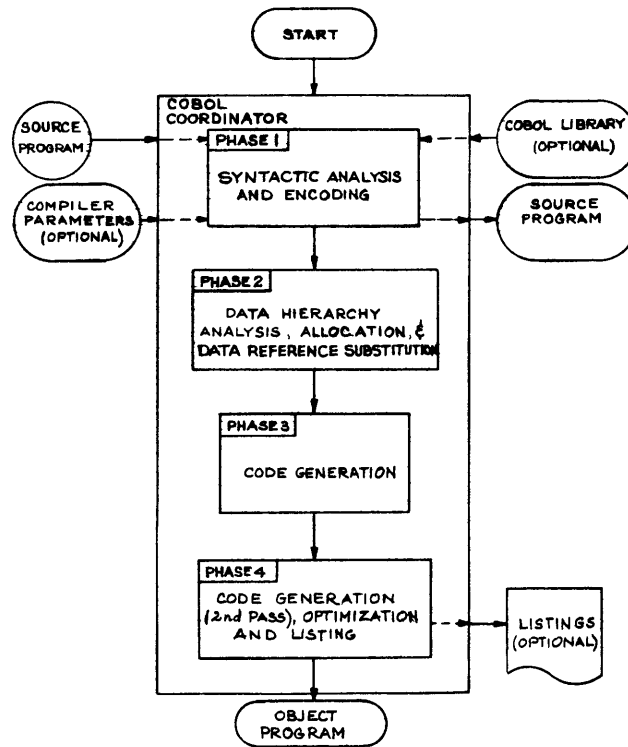 START
COBOL
COORDINATOR
SOURCE
PROGRAM
PHASE 1
SYNTACTIC ANALYSIS
AND ENCODING
COBOL LIBRARY
(OPTIONAL)
COMPILER
PARAMETERS
(OPTIONAL)
SOURCE
PROGRAM
PHASE 2
DATA HIERARCHY
ANALYSIS, ALLOCATION, &
DATA REFERENCE SUBSTITUTION
PHASE 3
CODE GENERATION
PHASE 4
CODE GENERATION
(2nd PASS), OPTIMIZATION
AND LISTING
LISTINGS
(OPTIONAL)
OBJECT
PROGRAM